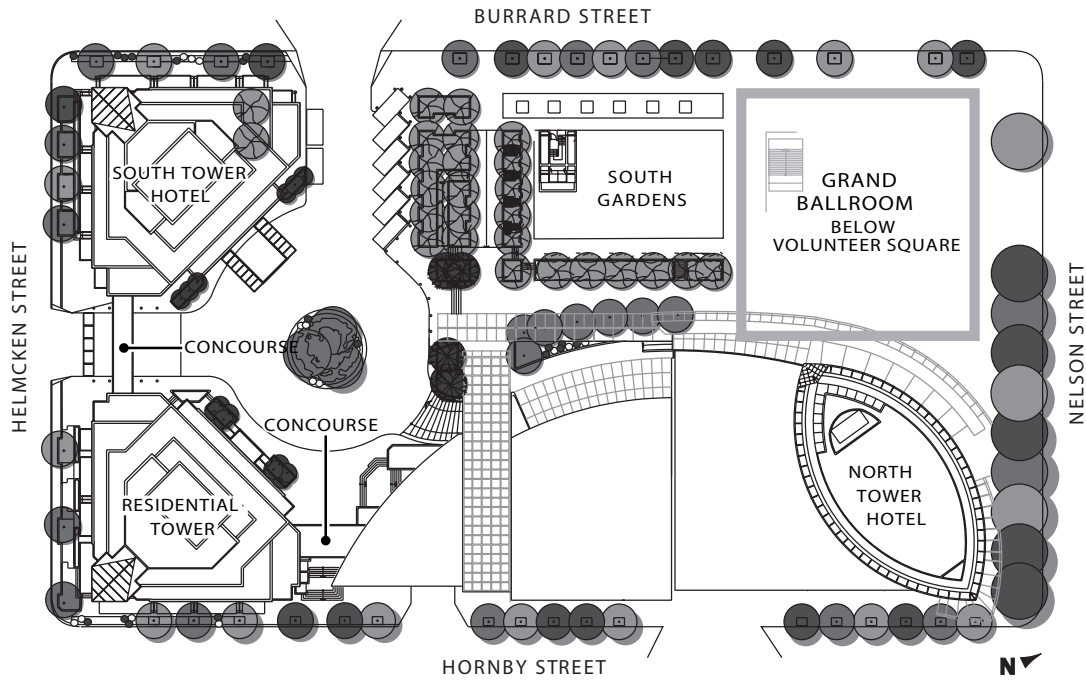 BURRARD STREET
SOUTH TOWER
HOTEL
SOUTH
GARDENS
GRAND
BALLROOM
BELOW
VOLUNTEER SQUARE
HELMCKEN STREET
NELSON STREET
CONCOURSE
CONCOURSE
RESIDENTIAL
TOWER
NORTH
TOWER
HOTEL
HORNBY STREET
N